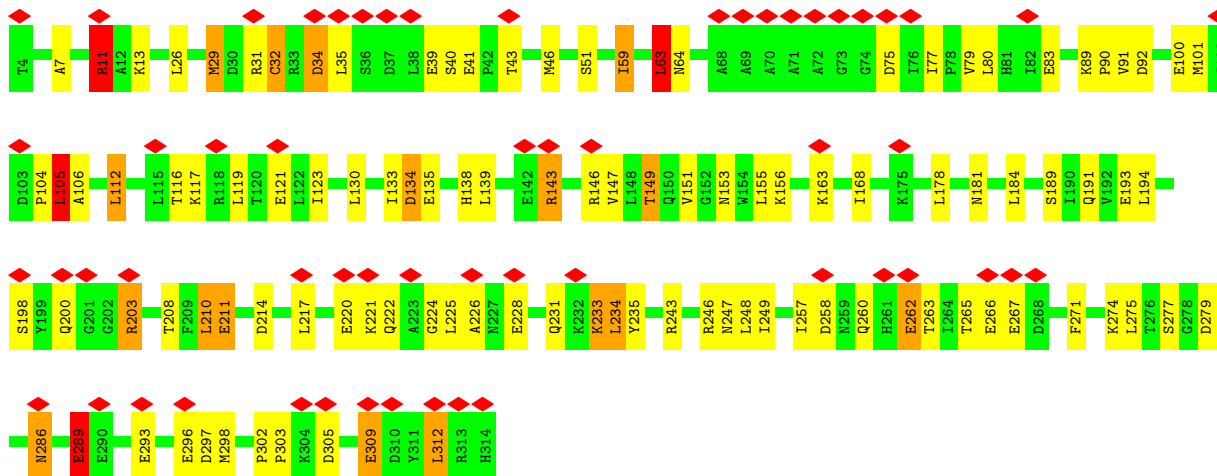 T4 A7 R11 A12 K13 L26 M29 D30 R31 C32 R33 D34 L35 S36 D37 L38 E39 S40 E41 P42 T43 M46 S51 I59 L63 N64 A68 A69 A70 A71 A72 G73 G74 D75 I76 I77 P78 V79 L80 H81 I82 E83 K89 P90 V91 D92 E100 M101
D103 P104 L105 A106 L112 L115 T116 K117 R118 L119 T120 E121 L122 I123 L130 I133 D134 E135 H138 L139 E142 R143 R146 V147 L148 T149 Q150 V151 G152 N153 W154 L155 K156 K163 I168 K175 L178 N181 L184 S189 I190 Q191 V192 E193 L194
S198 Y199 Q200 G201 G202 R203 T208 F209 L210 E211 D214 L217 E220 K221 Q222 A223 G224 L225 A226 N227 E228 Q231 K232 K233 L234 Y235 R243 R246 N247 L248 I249 I257 D258 N259 Q260 H261 E262 T263 I264 T265 E266 E267 D268 F271 K274 L275 T276 S277 G278 D279
N286 E289 E290 E293 E296 D297 M298 P302 P303 K304 D305 E309 D310 Y311 L312 R313 H314